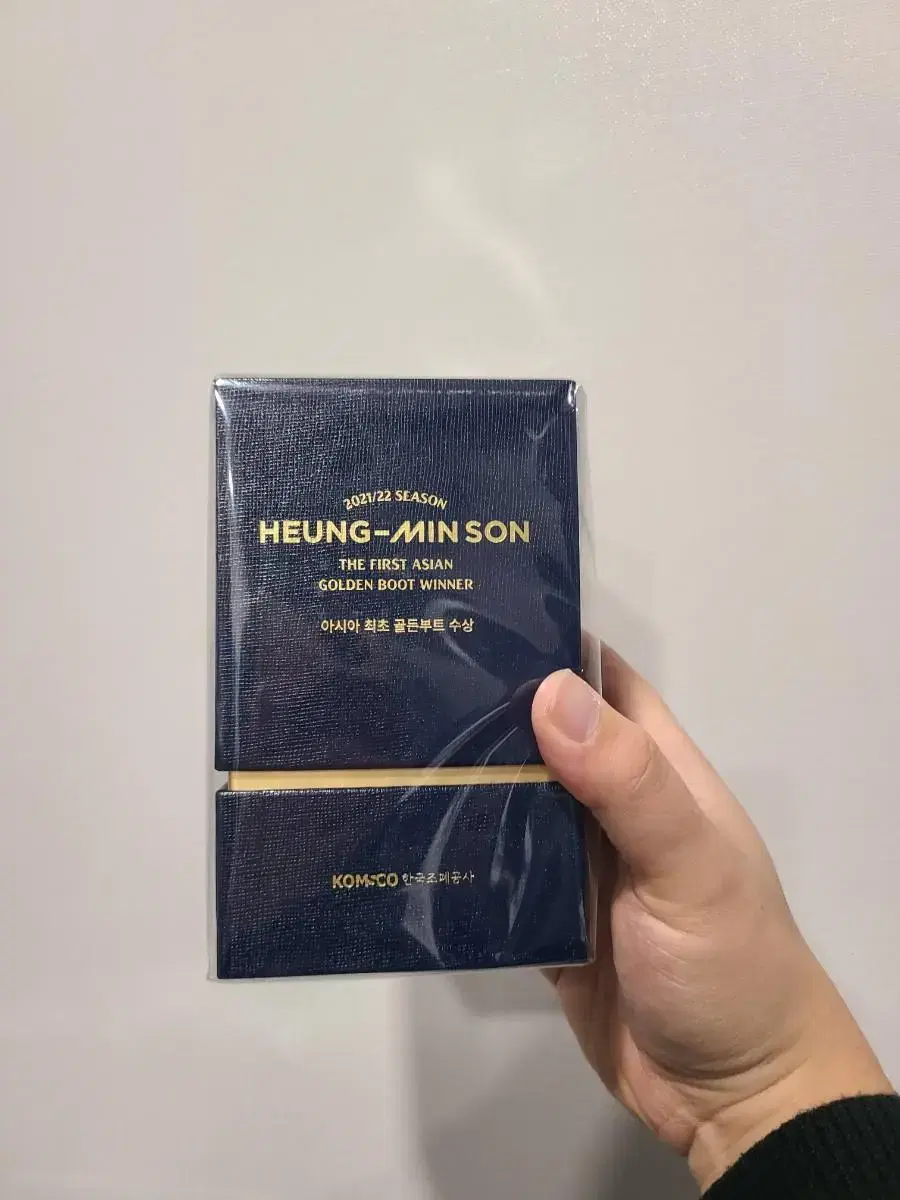 2021/22 SEASON
HEUNG-MIN SON
THE FIRST ASIAN
GOLDEN BOOT WINNER
아시아 최초 골든부트 수상
KOMSCO 한국조폐공사